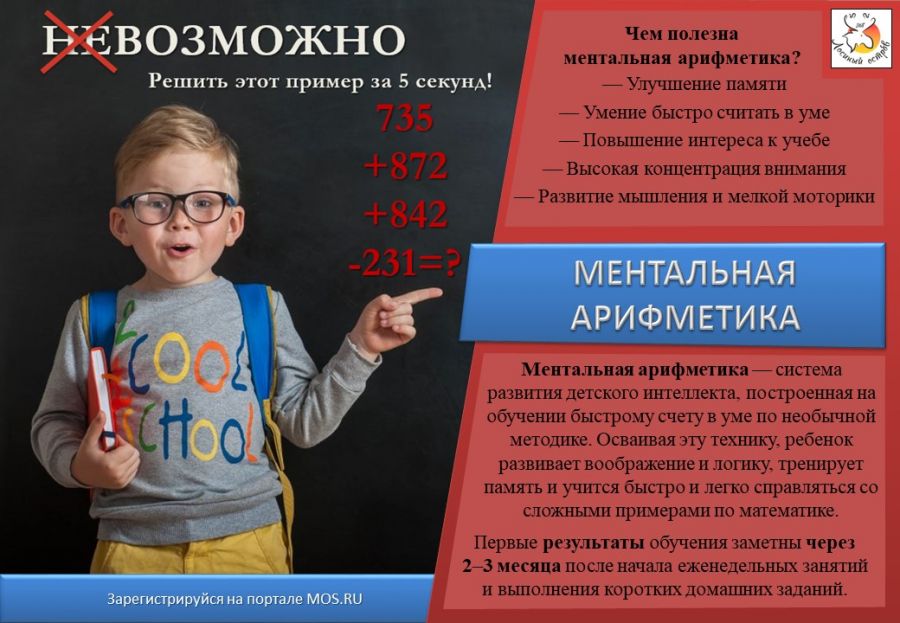 НЕВОЗМОЖНО
Решить этот пример за 5 секунд!
735
+872
+842
-231=?
COOL
SCHOOL
Зарегистрируйся на портале MOS.RU
Лосиный остров
Чем полезна
ментальная арифметика?
— Улучшение памяти
— Умение быстро считать в уме
— Повышение интереса к учебе
— Высокая концентрация внимания
— Развитие мышления и мелкой моторики
МЕНТАЛЬНАЯ
АРИФМЕТИКА
Ментальная арифметика — система
развития детского интеллекта, построенная на
обучении быстрому счету в уме по необычной
методике. Осваивая эту технику, ребенок
развивает воображение и логику, тренирует
память и учится быстро и легко справляться со
сложными примерами по математике.
Первые результаты обучения заметны через
2–3 месяца после начала еженедельных занятий
и выполнения коротких домашних заданий.